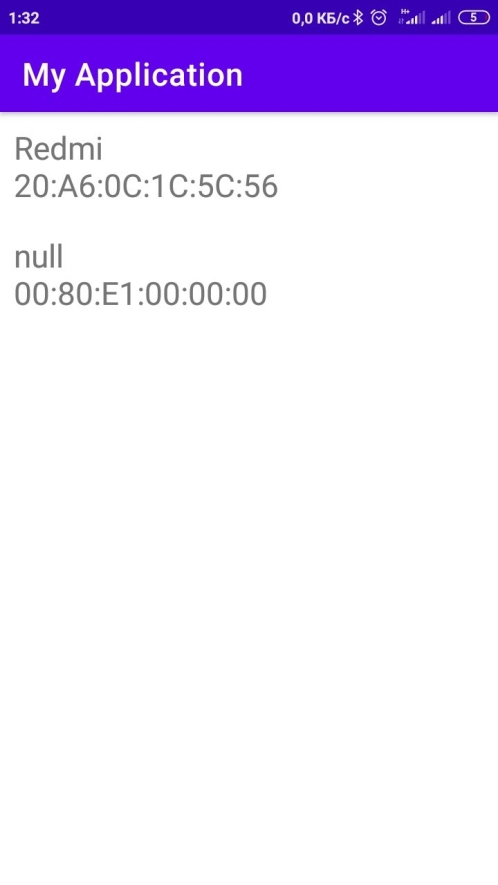 1:32 0,0 КБ/с H+ 5
My Application
Redmi
20:A6:0C:1C:5C:56
null
00:80:E1:00:00:00